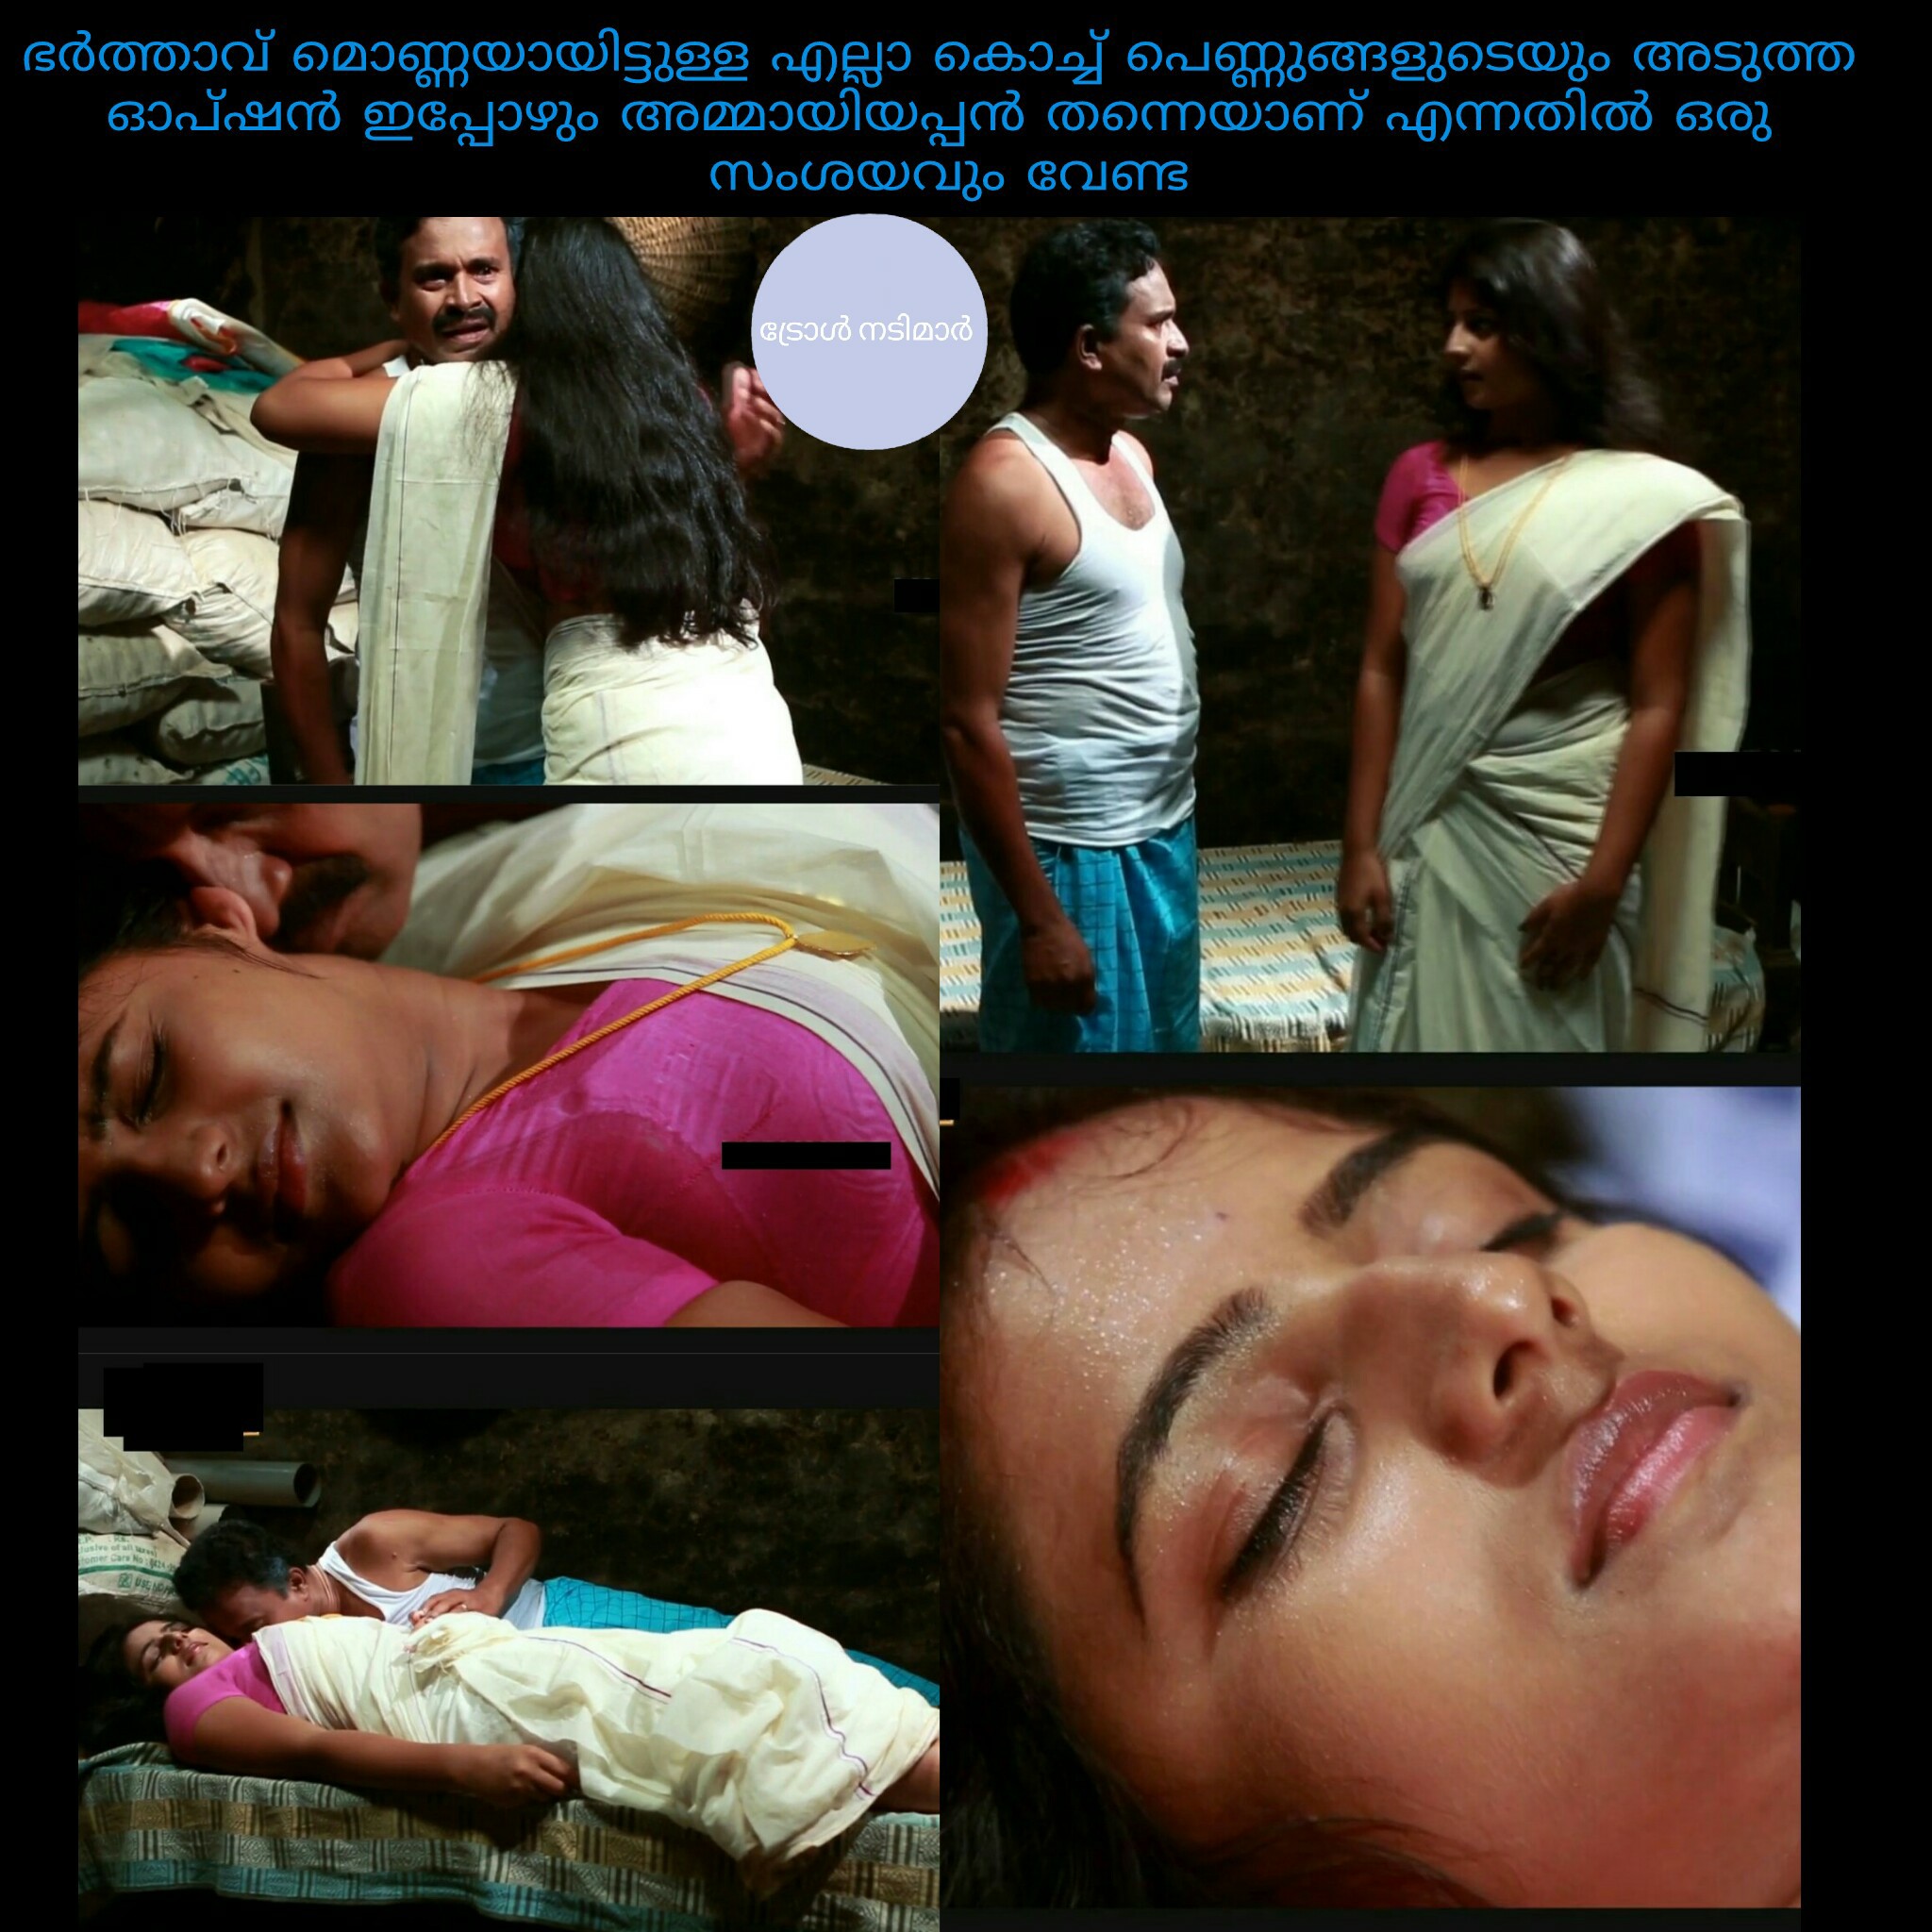 ഭർത്താവ് മൊണ്ണയായിട്ടുള്ള എല്ലാ കൊച്ച് പെണ്ണുങ്ങളുടെയും അടുത്ത
ഓപ്ഷൻ ഇപ്പോഴും അമ്മായിയപ്പൻ തന്നെയാണ് എന്നതിൽ ഒരു
സംശയവും വേണ്ട
ട്രോൾ നടിമാർ